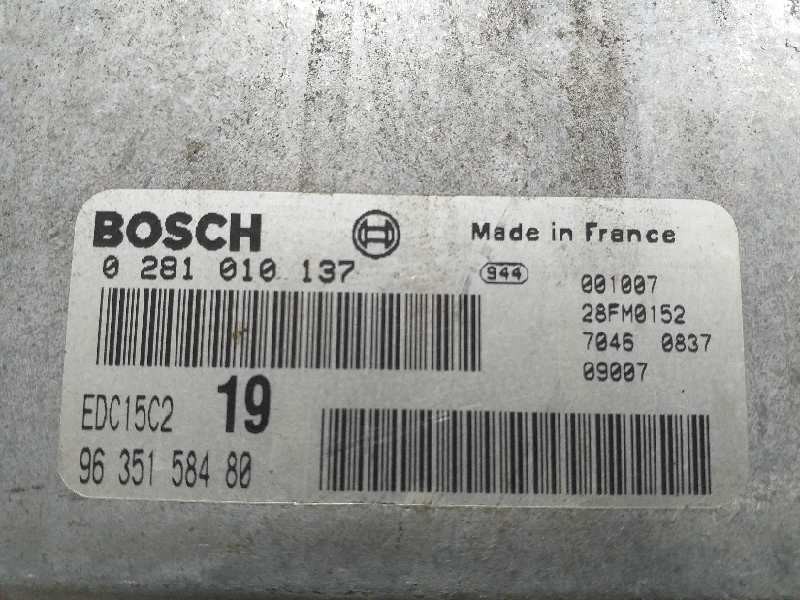 BOSCH
Made in France
0 281 010 137
944
001007
28FM0152
7046 0837
09007
EDC15C2
19
96 351 584 80